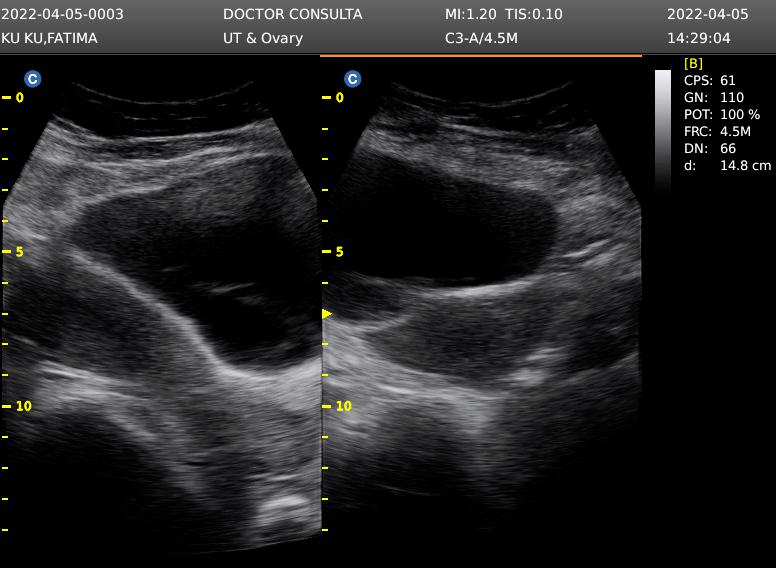 2022-04-05-0003 DOCTOR CONSULTA MI:1.20 TIS:0.10 2022-04-05
KU KU,FATIMA UT & Ovary C3-A/4.5M 14:29:04
[B]
CPS: 61
GN: 110
POT: 100 %
FRC: 4.5M
DN: 66
d: 14.8 cm
C C
0 0
5 5
10 10